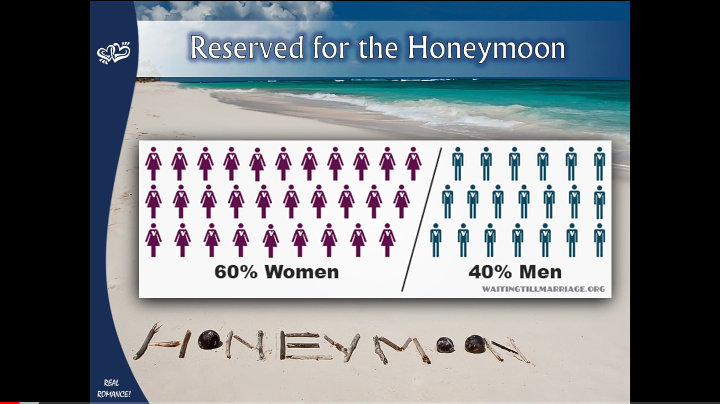 Reserved for the Honeymoon
60% Women
40% Men
WAITINGTILLMARRIAGE.ORG
HONEYMOON
REAL
ROMANCE!